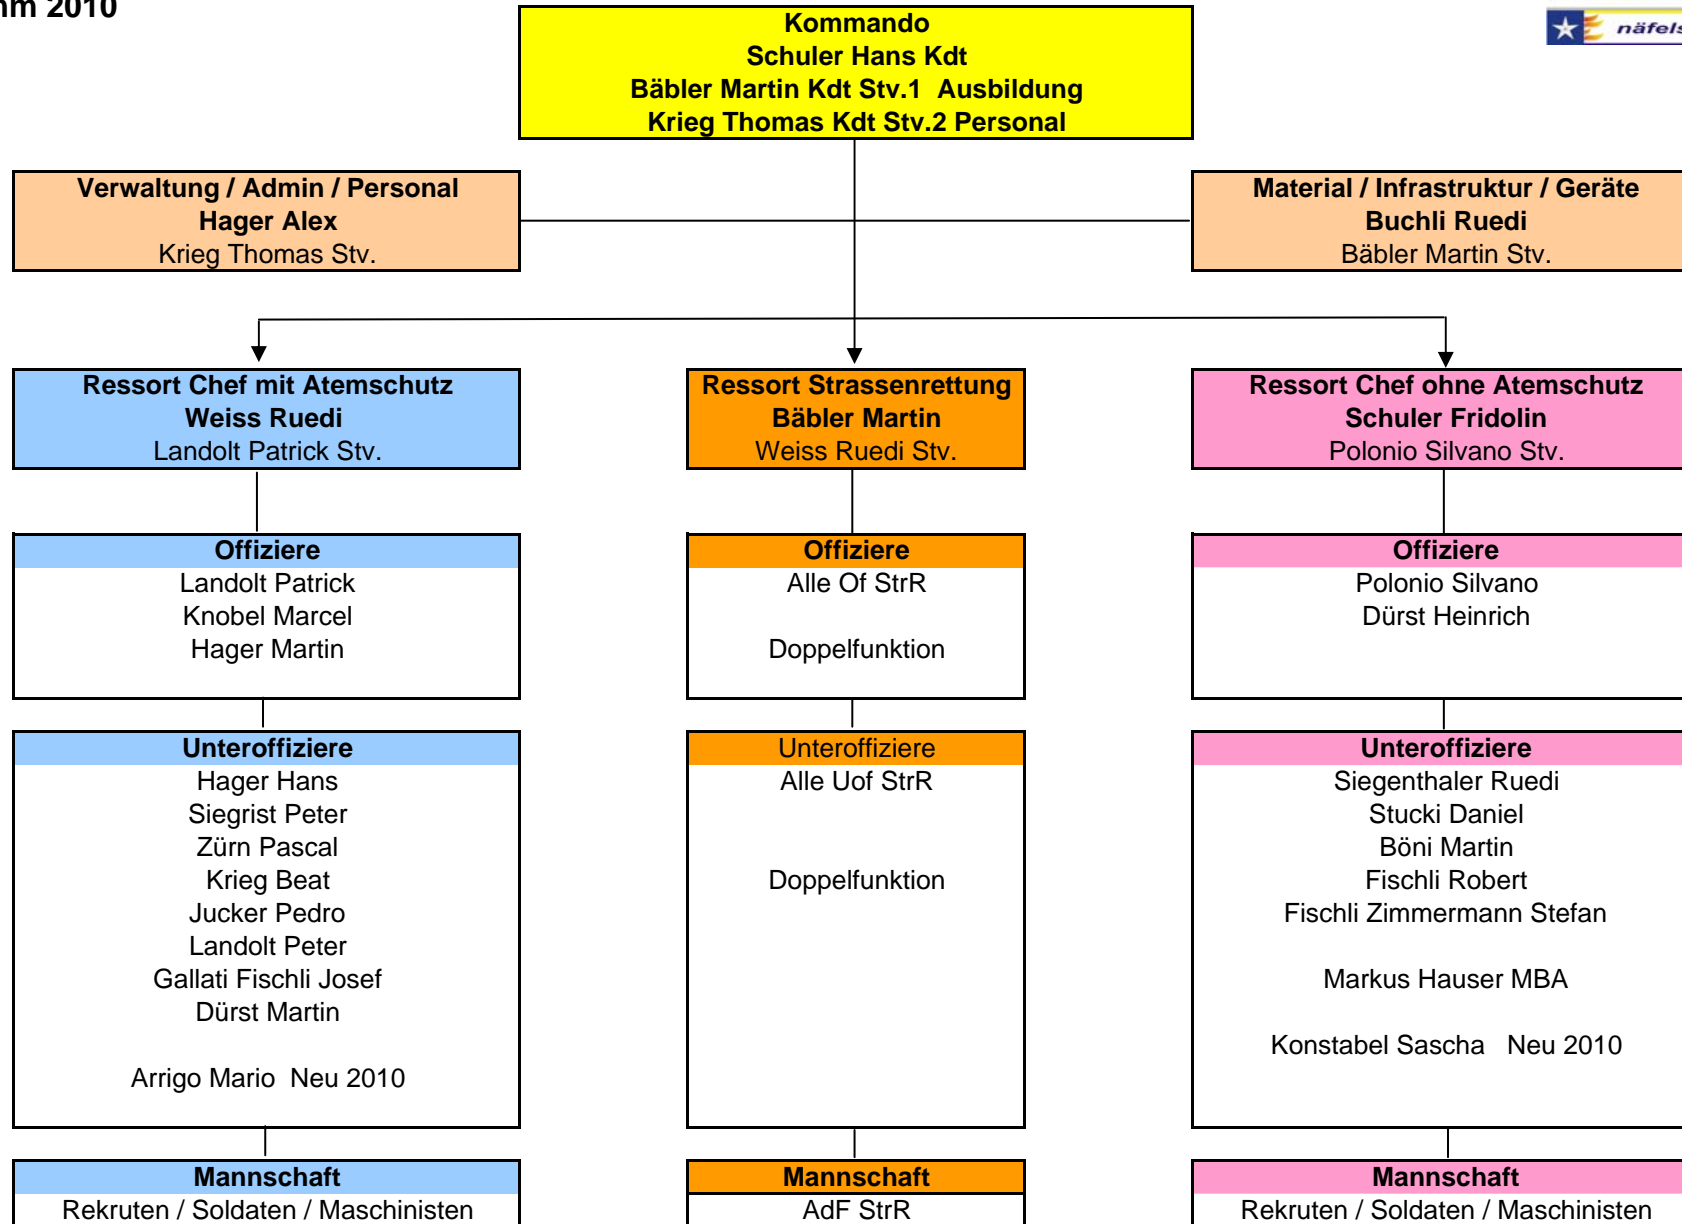 2010
Kommando
Schuler Hans Kdt
Bäbler Martin Kdt Stv.1  Ausbildung
Krieg Thomas Kdt Stv.2 Personal
näfels
Verwaltung / Admin / Personal
Hager Alex
Krieg Thomas Stv.
Material / Infrastruktur / Geräte
Buchli Ruedi
Bäbler Martin Stv.
Ressort Chef mit Atemschutz
Weiss Ruedi
Landolt Patrick Stv.
Ressort Strassenrettung
Bäbler Martin
Weiss Ruedi Stv.
Ressort Chef ohne Atemschutz
Schuler Fridolin
Polonio Silvano Stv.
Offiziere
Landolt Patrick
Knobel Marcel
Hager Martin
Offiziere
Alle Of StrR
Doppelfunktion
Offiziere
Polonio Silvano
Dürst Heinrich
Unteroffiziere
Hager Hans
Siegrist Peter
Zürn Pascal
Krieg Beat
Jucker Pedro
Landolt Peter
Gallati Fischli Josef
Dürst Martin
Arrigo Mario  Neu 2010
Unteroffiziere
Alle Uof StrR
Doppelfunktion
Unteroffiziere
Siegenthaler Ruedi
Stucki Daniel
Böni Martin
Fischli Robert
Fischli Zimmermann Stefan
Markus Hauser MBA
Konstabel Sascha   Neu 2010
Mannschaft
Rekruten / Soldaten / Maschinisten
Mannschaft
AdF StrR
Mannschaft
Rekruten / Soldaten / Maschinisten